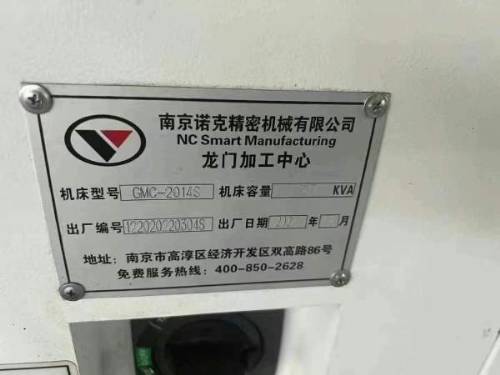 南京诺克精密机械有限公司
NC Smart Manufacturing
龙门加工中心
机床型号 GMC-2014S 机床容量 KVA
出厂编号 出厂日期 年 月
地址:南京市高淳区经济开发区双高路86号
免费服务热线:400-850-2628